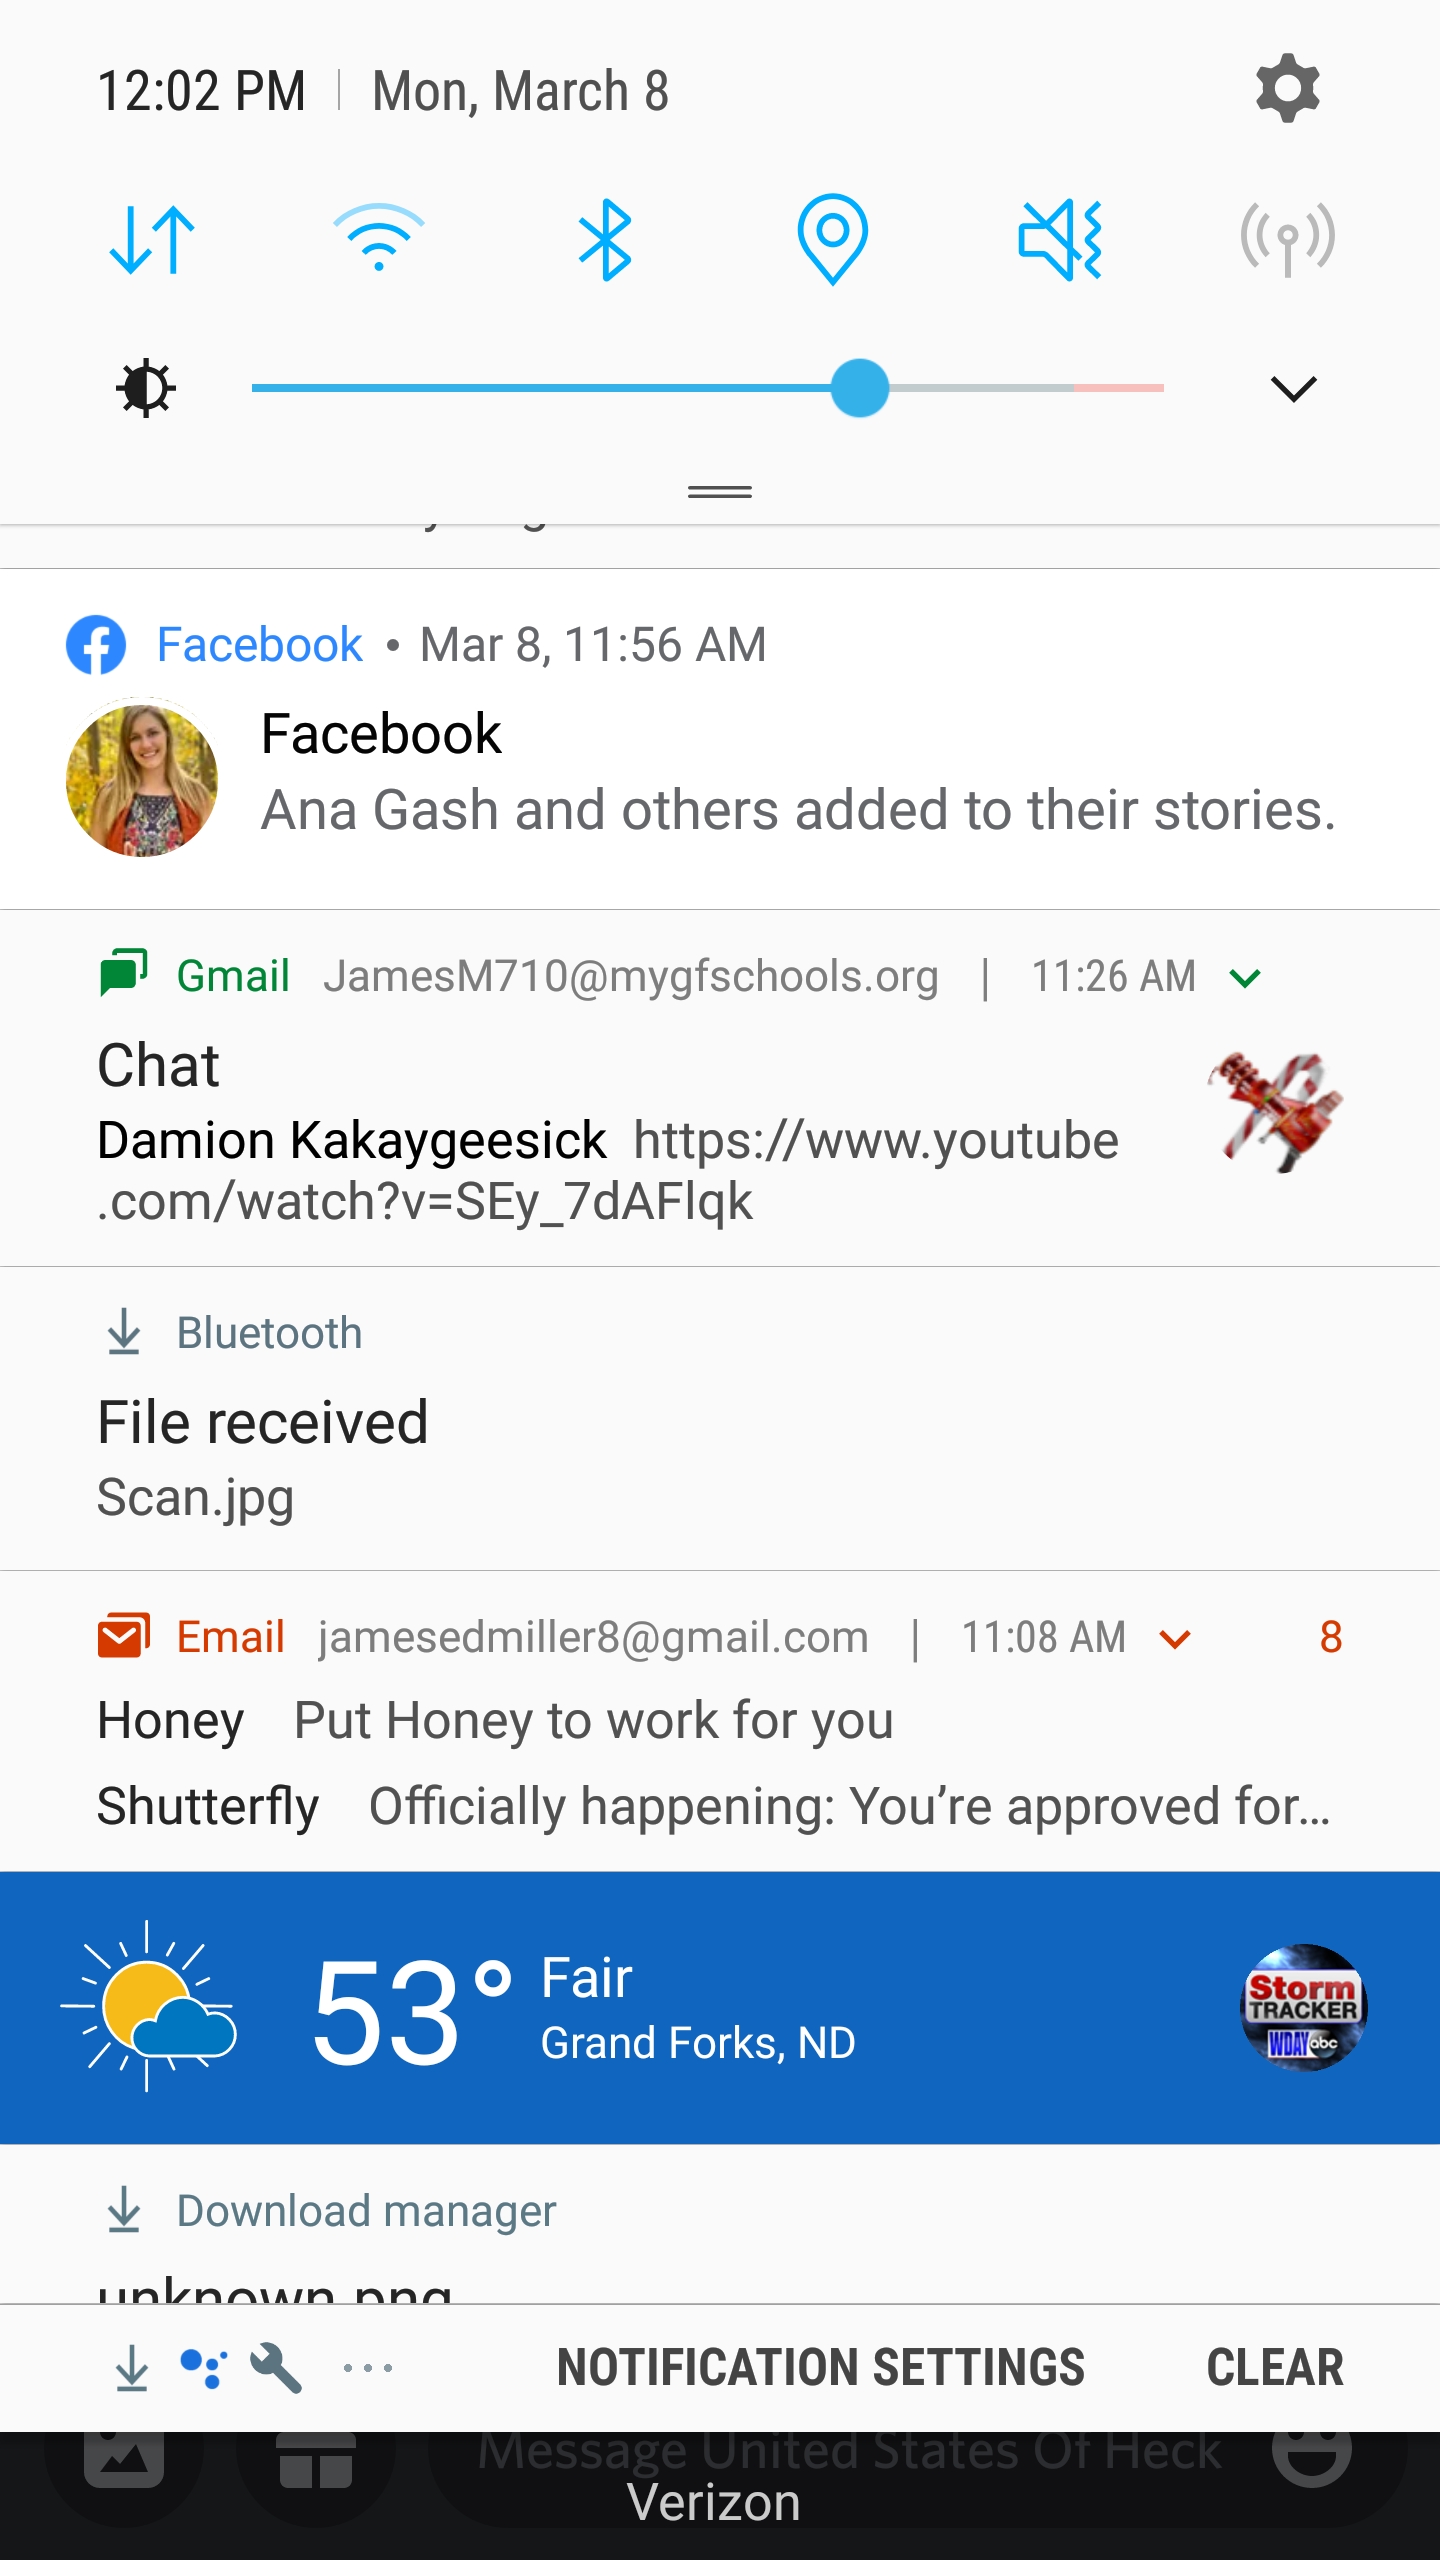 12:02 PM | Mon, March 8
Facebook • Mar 8, 11:56 AM
Facebook
Ana Gash and others added to their stories.
Gmail JamesM710@mygfschools.org | 11:26 AM
Chat
Damion Kakaygeesick https://www.youtube
.com/watch?v=SEy_7dAFlqk
Bluetooth
File received
Scan.jpg
Email jamesedmiller8@gmail.com | 11:08 AM 8
Honey Put Honey to work for you
Shutterfly Officially happening: You’re approved for…
53° Fair
Grand Forks, ND
Storm
TRACKER
WDAY abc
Download manager
unknown.png
NOTIFICATION SETTINGS CLEAR
Message United States Of Heck
Verizon